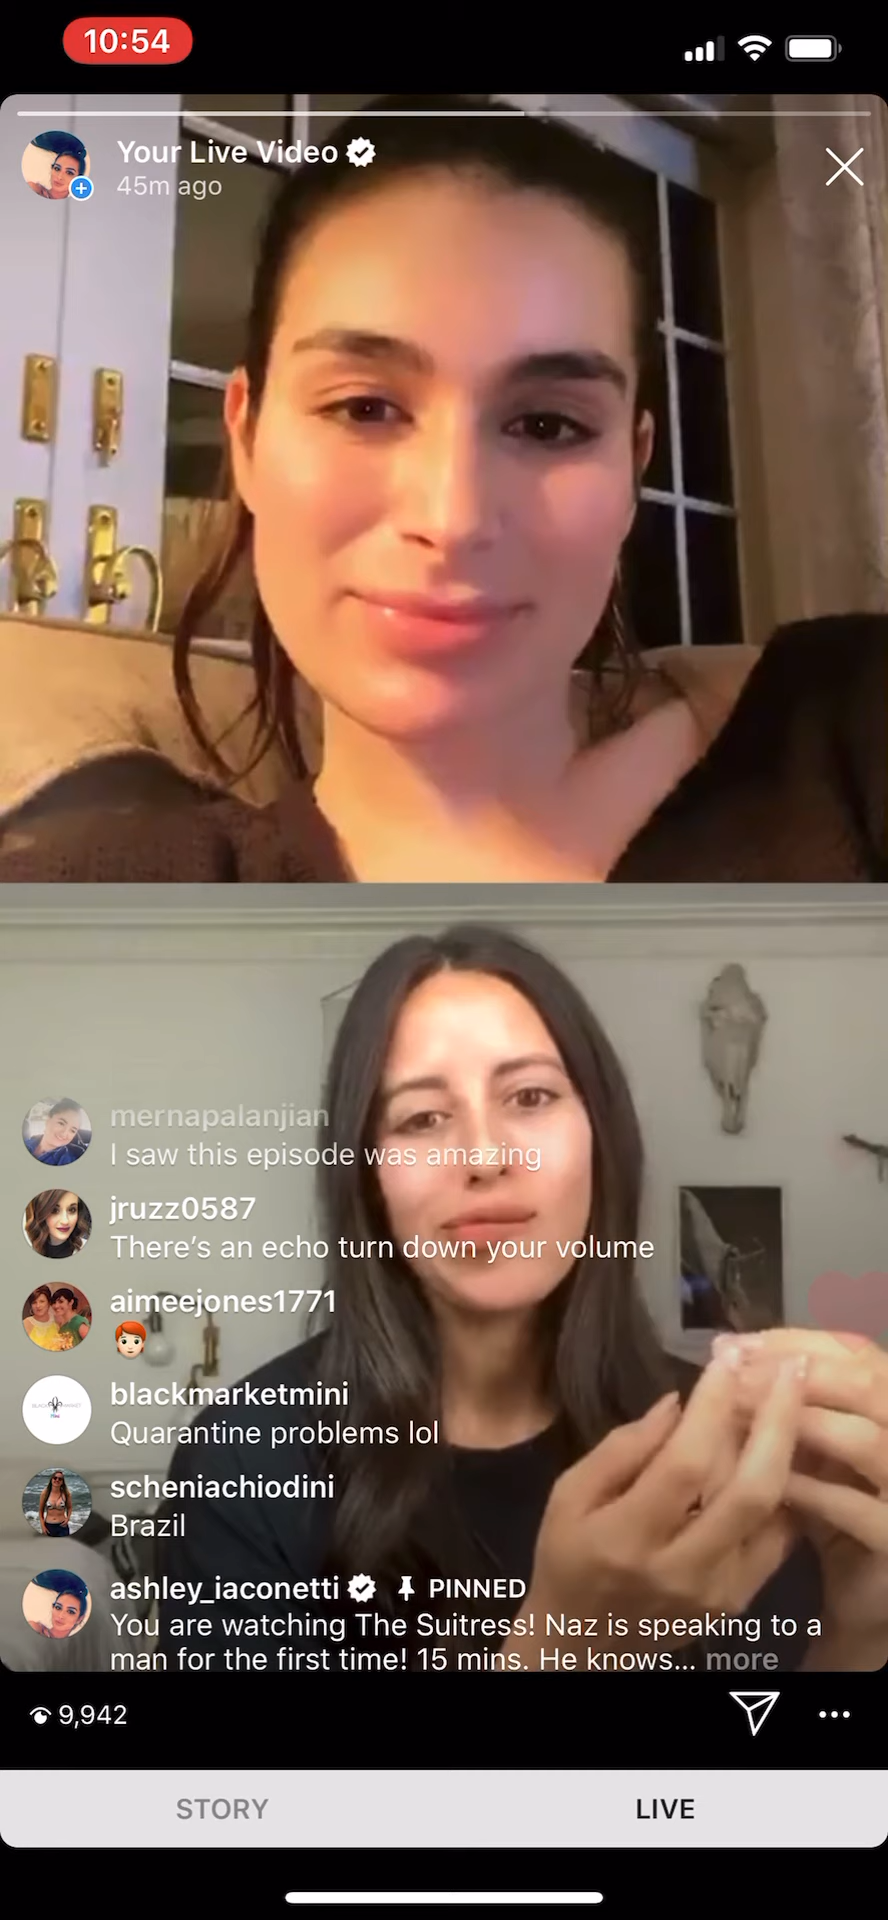 10:54
Your Live Video
45m ago
mernapalanjian
I saw this episode was amazing
jruzz0587
There's an echo turn down your volume
aimeejones1771
blackmarketmini
Quarantine problems lol
scheniachiodini
Brazil
ashley_iaconetti PINNED
You are watching The Suitress! Naz is speaking to a
man for the first time! 15 mins. He knows... more
9,942
STORY
LIVE